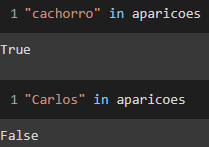 1 "cachorro" in aparicoes
True
1 "Carlos" in aparicoes
False